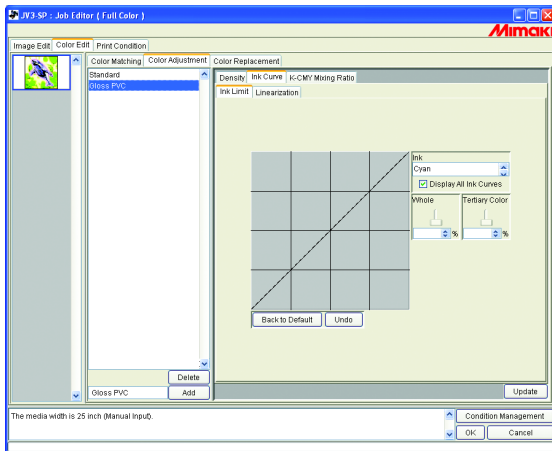 JV3-SP : Job Editor ( Full Color )
Mimaki
Image Edit Color Edit Print Condition
Color Matching Color Adjustment Color Replacement
Standard
Gloss PVC
Density Ink Curve K-CMY Mixing Ratio
Ink Limit Linearization
Ink
Cyan
Display All Ink Curves
Whole Tertiary Color
% %
Back to Default Undo
Delete
Gloss PVC Add
Update
The media width is 25 inch (Manual Input).
Condition Management
OK Cancel